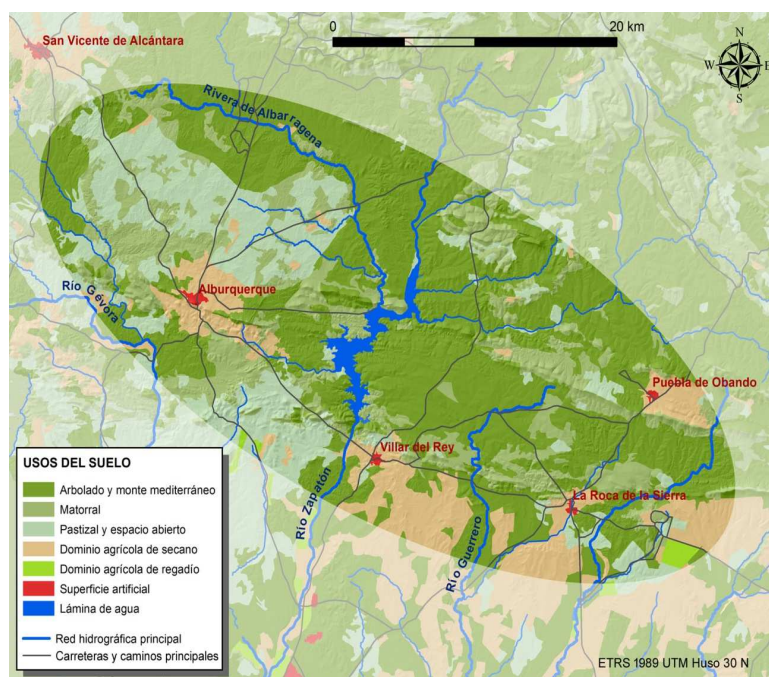 San Vicente de Alcántara
0
20 km
N
W
E
S
Rivera de Albarragena
Río Gévora
Alburquerque
Puebla de Obando
Villar del Rey
La Roca de la Sierra
Río Zapatón
Río Guerrero
USOS DEL SUELO
Arbolado y monte mediterráneo
Matorral
Pastizal y espacio abierto
Dominio agrícola de secano
Dominio agrícola de regadío
Superficie artificial
Lámina de agua
Red hidrográfica principal
Carreteras y caminos principales
ETRS 1989 UTM Huso 30 N